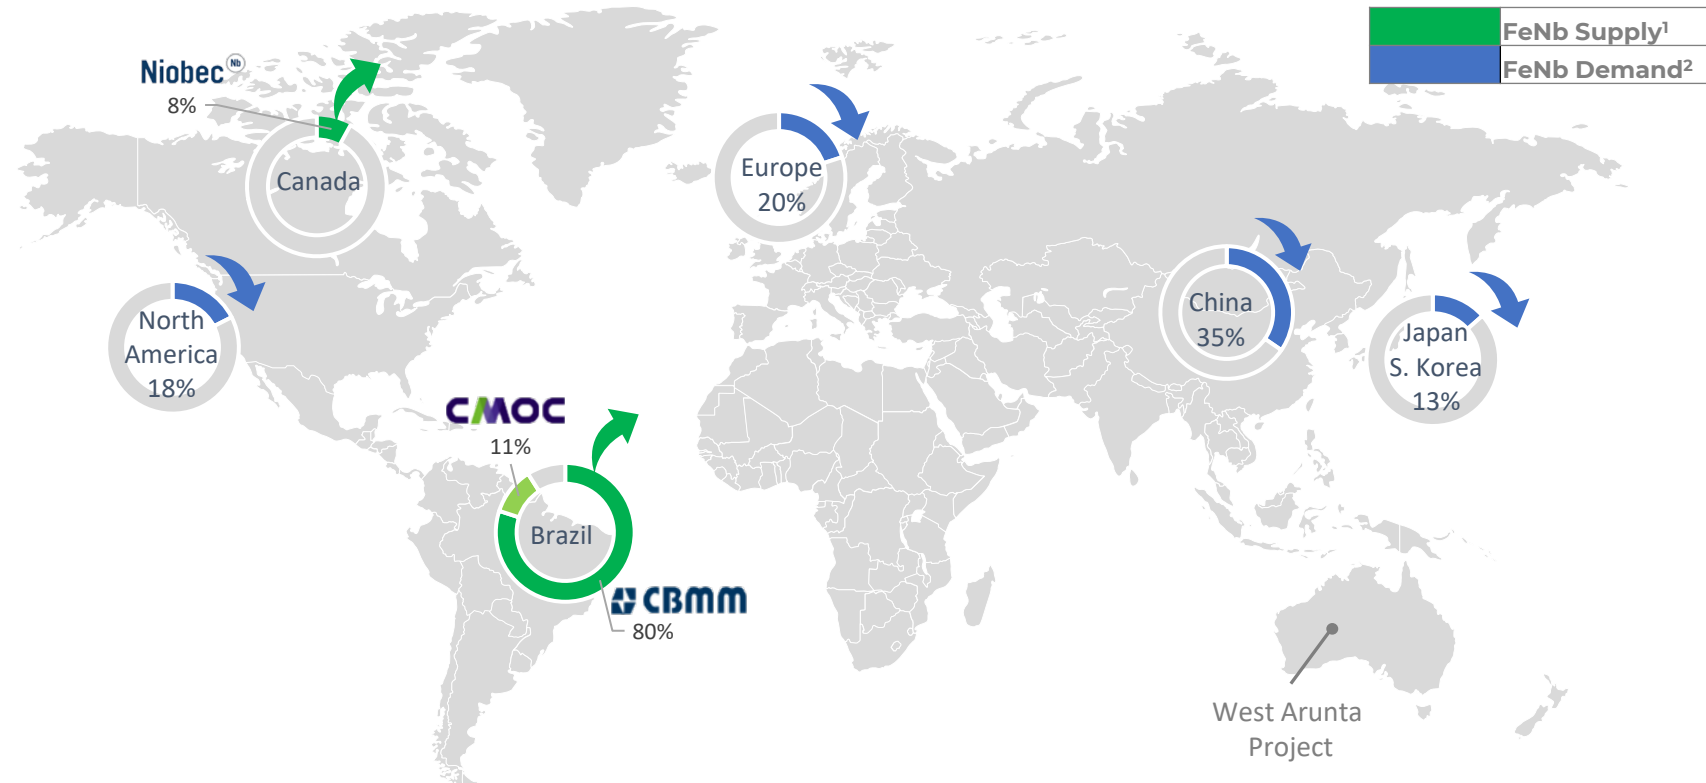 FeNb Supply¹
FeNb Demand²
Niobec Nb
8%
Canada
Europe
20%
North
America
18%
China
35%
Japan
S. Korea
13%
CMOC
11%
Brazil
CBMM
80%
West Arunta
Project